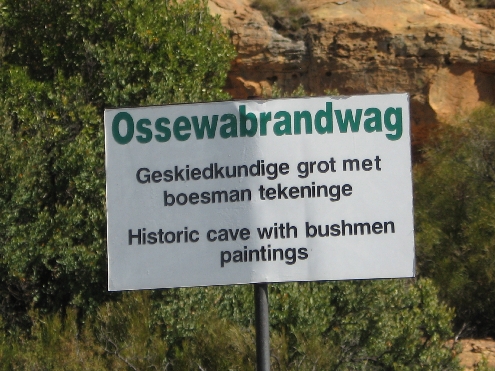 Ossewabrandwag
Geskiedkundige grot met
boesman tekeninge
Historic cave with bushmen
paintings